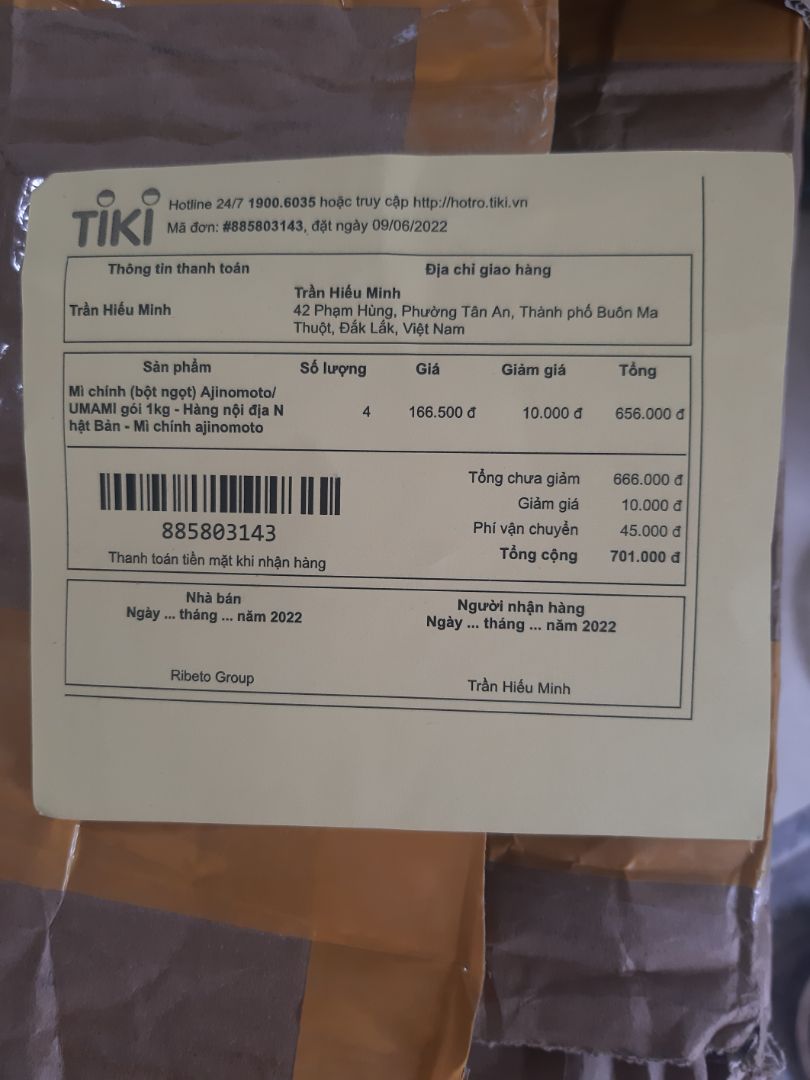 TIKI
Hotline 24/7 1900.6035 hoặc truy cập http://hotro.tiki.vn
Mã đơn: #885803143, đặt ngày 09/06/2022
Thông tin thanh toán Địa chỉ giao hàng
Trần Hiếu Minh
Trần Hiếu Minh
42 Phạm Hùng, Phường Tân An, Thành phố Buôn Ma
Thuột, Đắk Lắk, Việt Nam
Sản phẩm Số lượng Giá Giảm giá Tổng
Mì chính (bột ngọt) Ajinomoto/
UMAMI gói 1kg - Hàng nội địa N 4 166.500 đ 10.000 đ 656.000 đ
hật Bản - Mì chính ajinomoto
Tổng chưa giảm 666.000 đ
Giảm giá 10.000 đ
Phí vận chuyển 45.000 đ
Tổng cộng 701.000 đ
885803143
Thanh toán tiền mặt khi nhận hàng
Nhà bán
Ngày ... tháng ... năm 2022
Ribeto Group
Người nhận hàng
Ngày ... tháng ... năm 2022
Trần Hiếu Minh